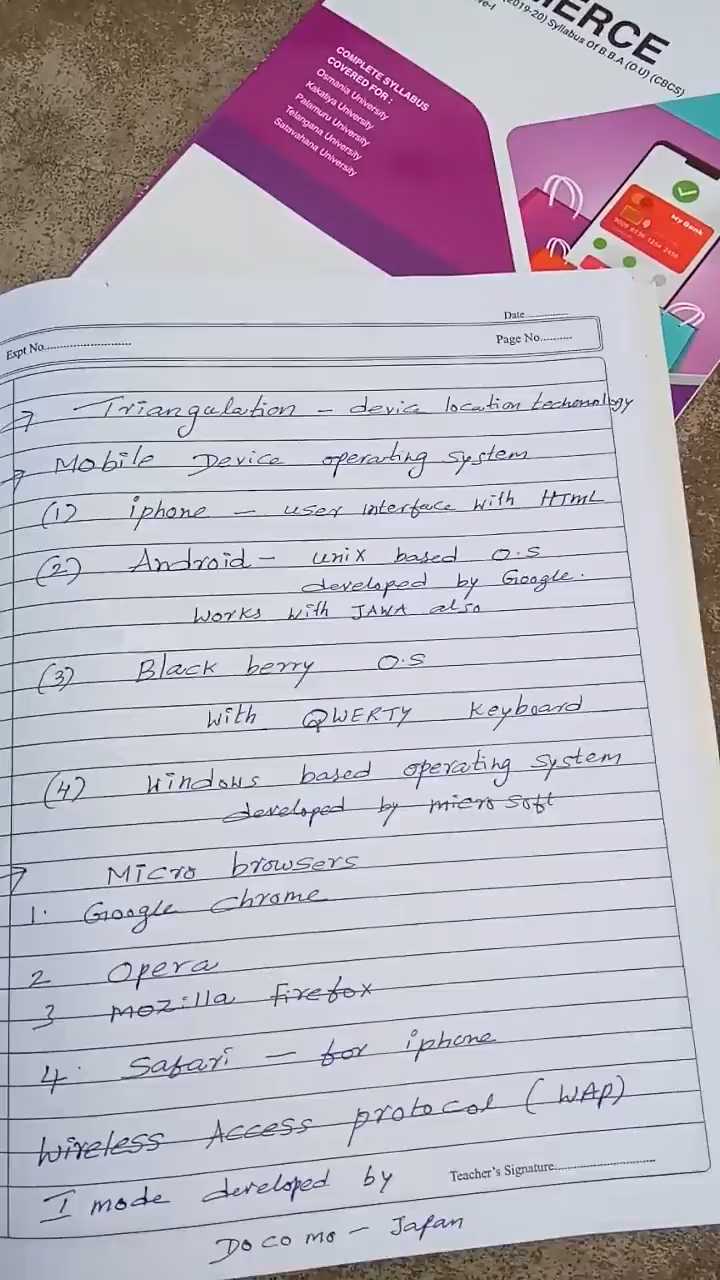 MERCE
(2019-20) Syllabus Of B.B.A (O.U) (CBCS)
COMPLETE SYLLABUS
COVERED FOR :
Osmania University
Kakatiya University
Palamuru University
Telangana University
Satavahana University
My Bank
Date
Expt No.
Page No.
→ Triangulation - device location techonology
→ Mobile Device operating system
(1) iphone - user interface with HTML
(2) Android - unix based O.S
developed by Google.
Works with JAWA also
(3) Black berry O.S
With QWERTY keyboard
(4) Windows based operating system
developed by micro soft
→ Micro browsers
1. Google Chrome
2 Opera
3 Mozilla firefox
4. Safari - for iphone
Wireless Access protocol (WAP)
I mode developed by
Teacher's Signature
Do co mo - Japan